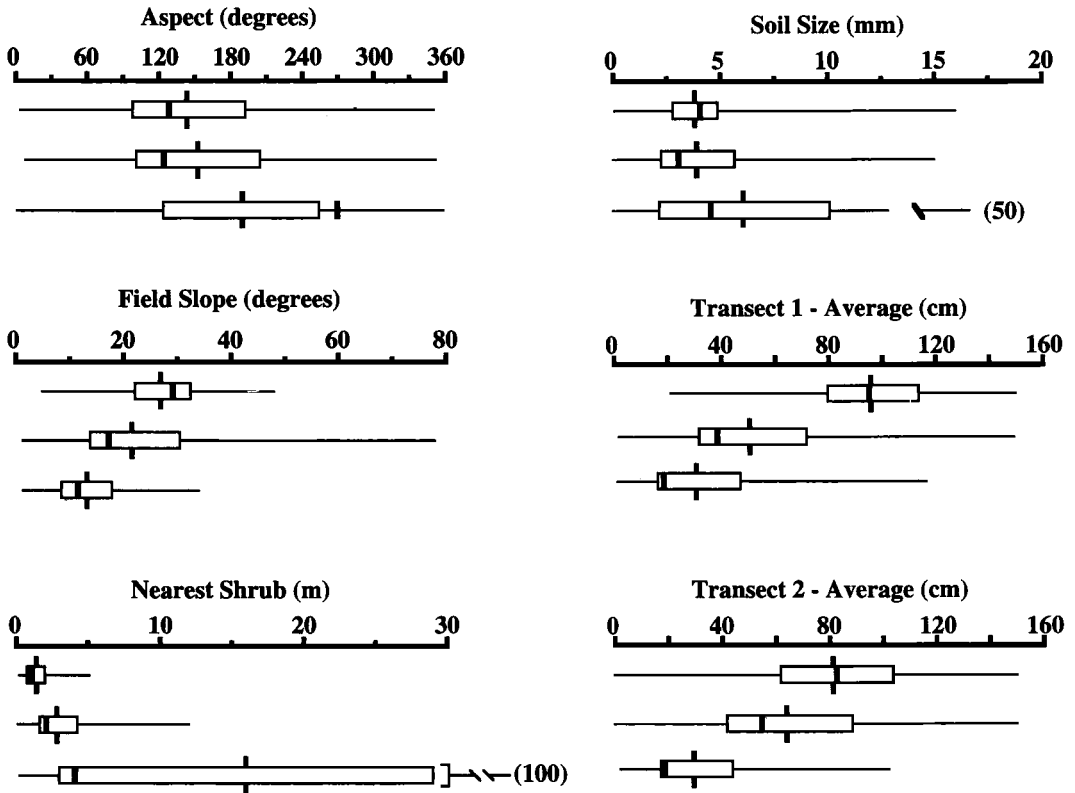 Aspect (degrees)
0 60 120 180 240 300 360
Soil Size (mm)
0 5 10 15 20
(50)
Field Slope (degrees)
0 20 40 60 80
Transect 1 - Average (cm)
0 40 80 120 160
Nearest Shrub (m)
0 10 20 30
(100)
Transect 2 - Average (cm)
0 40 80 120 160